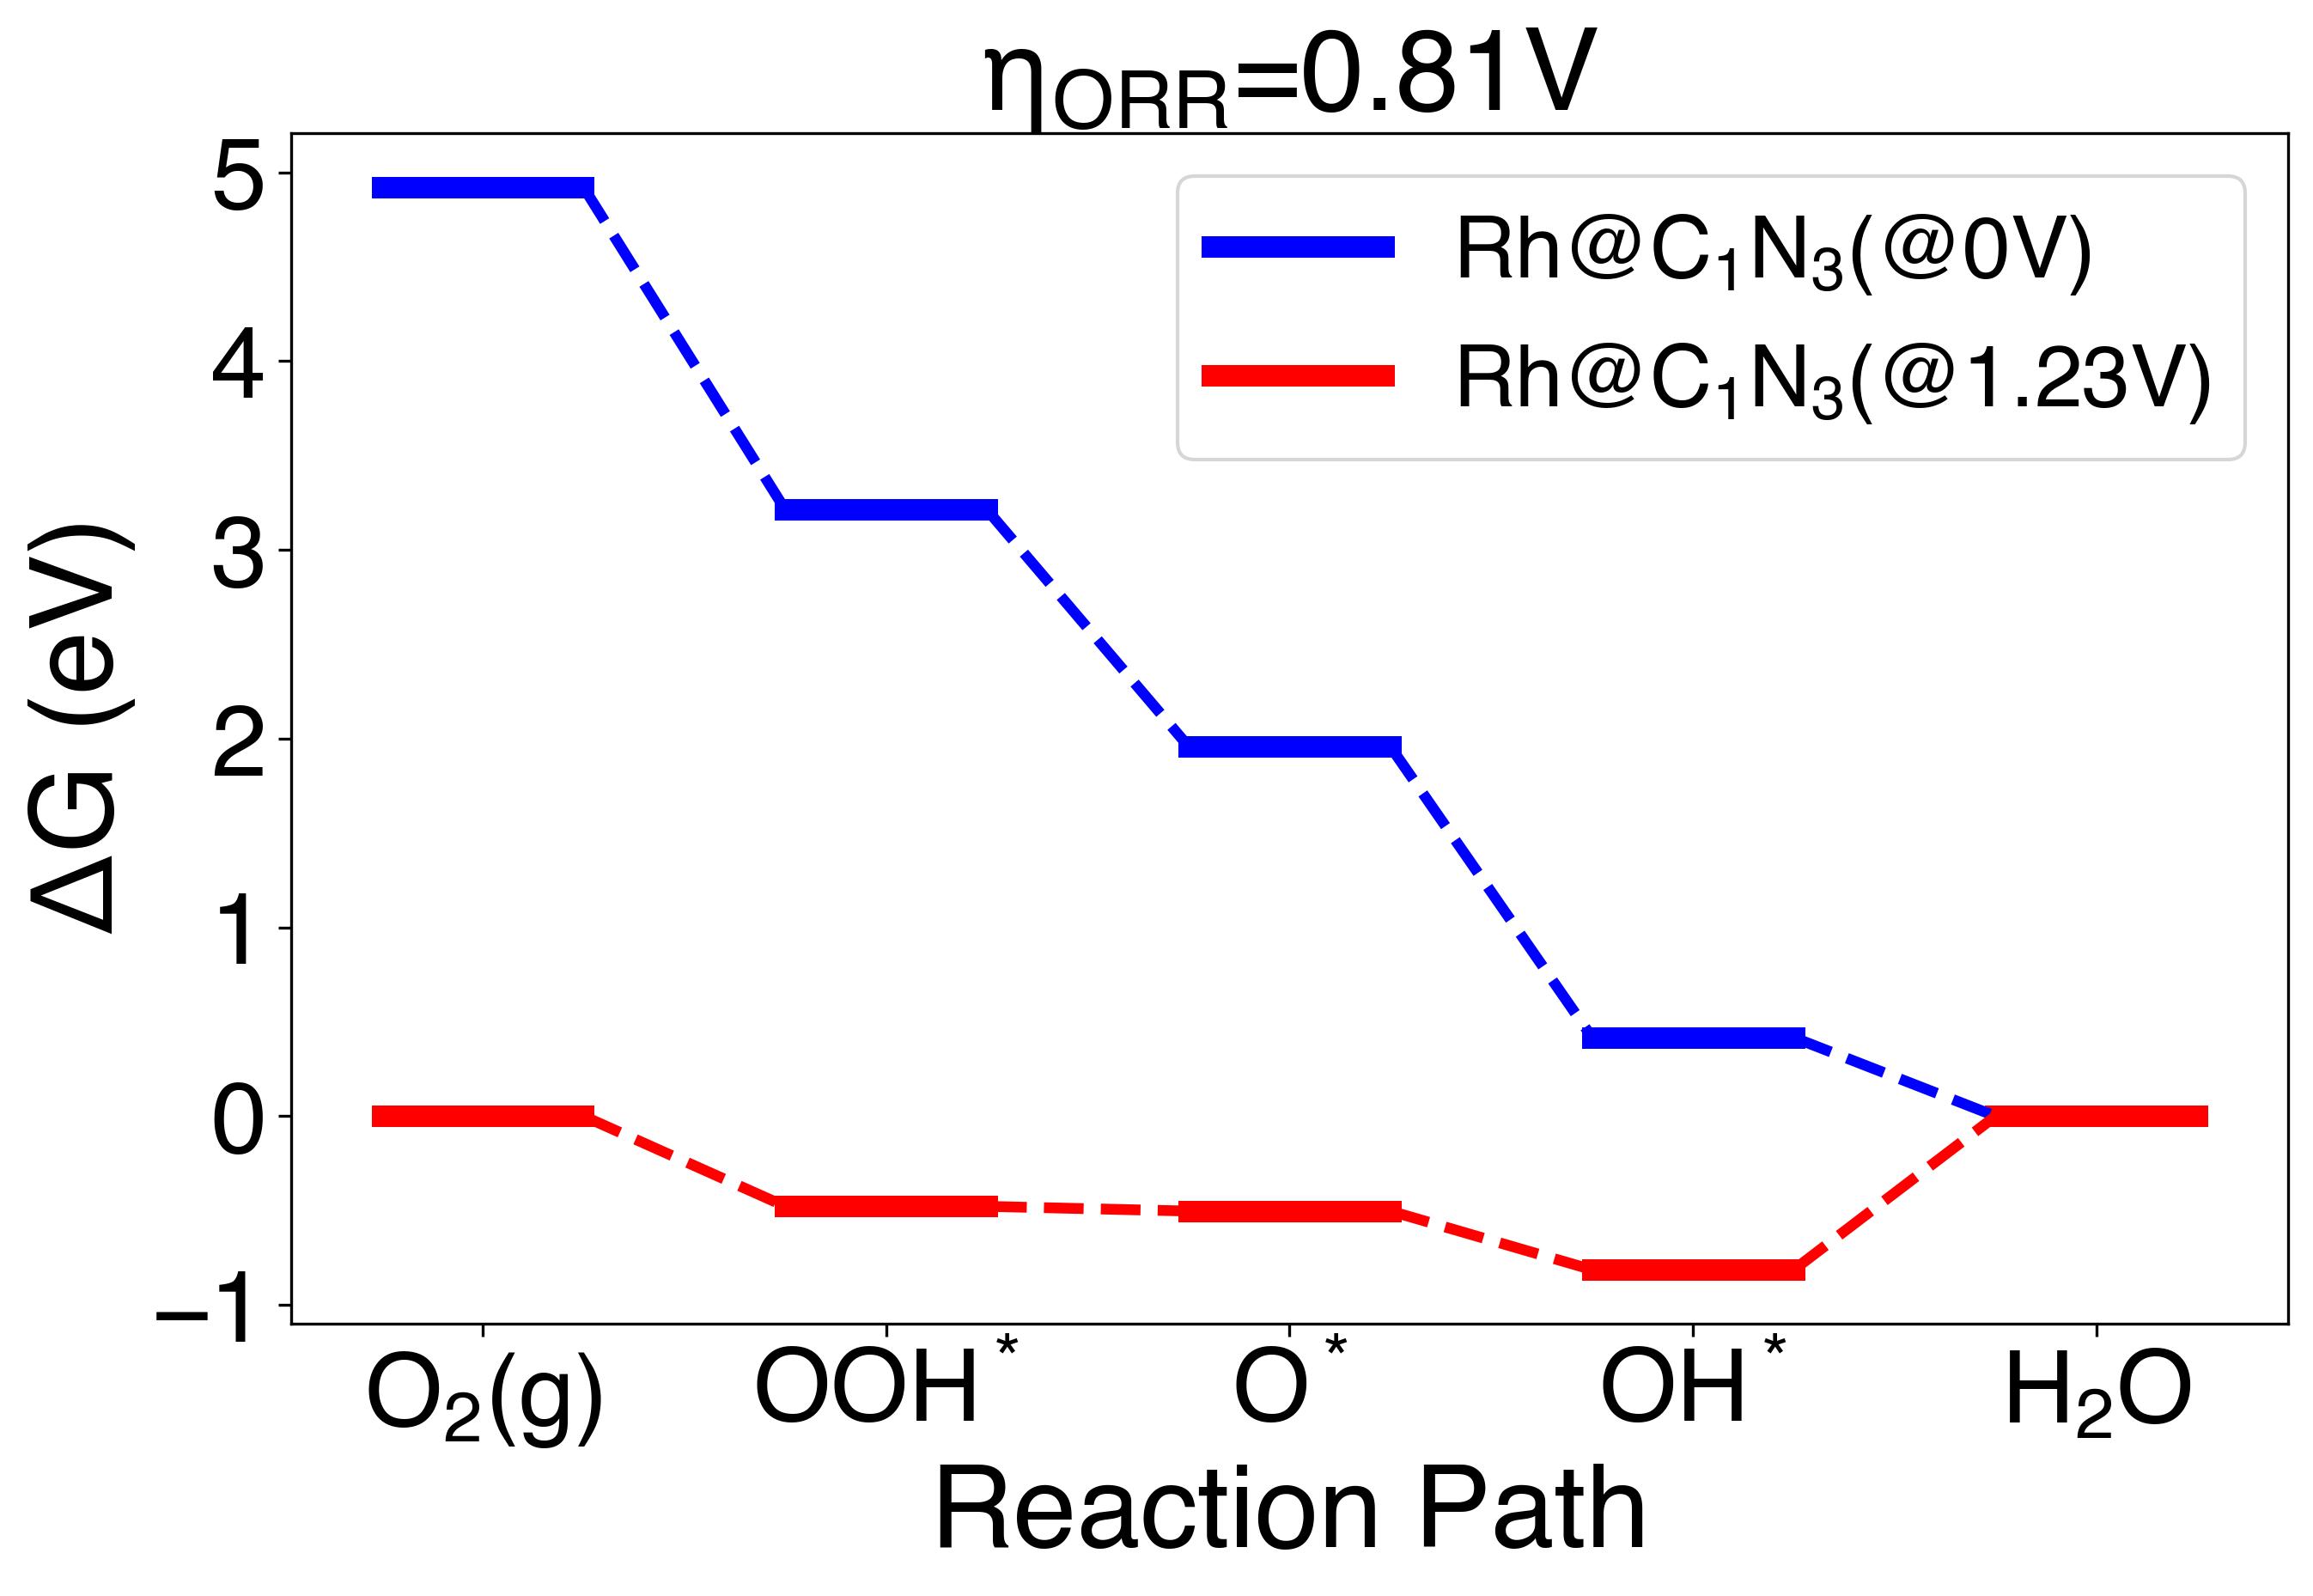 η_ORR=0.81V
ΔG (eV)
5
4
3
2
1
0
−1
Rh@C₁N₃(@0V)
Rh@C₁N₃(@1.23V)
O₂(g) OOH* O* OH* H₂O
Reaction Path